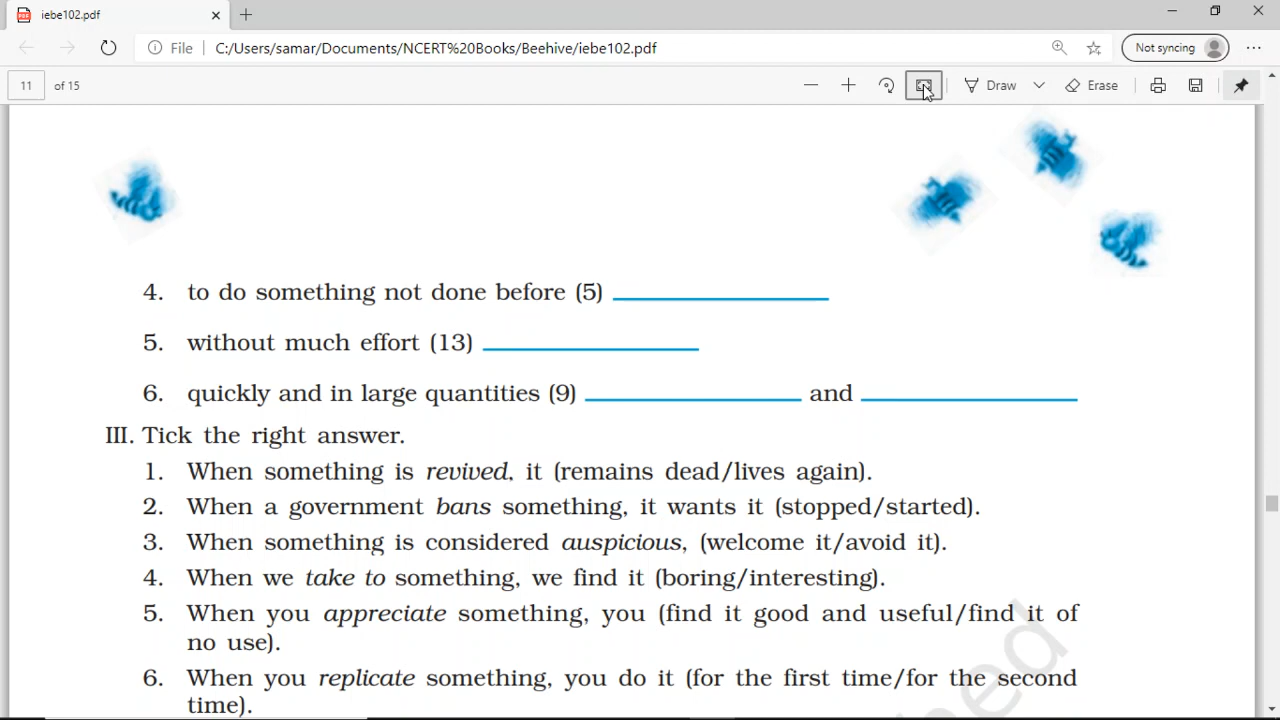 iebe102.pdf
File C:/Users/samar/Documents/NCERT%20Books/Beehive/iebe102.pdf Not syncing
11 of 15 Draw Erase
4. to do something not done before (5)
5. without much effort (13)
6. quickly and in large quantities (9) and
III. Tick the right answer.
1. When something is revived, it (remains dead/lives again).
2. When a government bans something, it wants it (stopped/started).
3. When something is considered auspicious, (welcome it/avoid it).
4. When we take to something, we find it (boring/interesting).
5. When you appreciate something, you (find it good and useful/find it of
no use).
6. When you replicate something, you do it (for the first time/for the second
time).